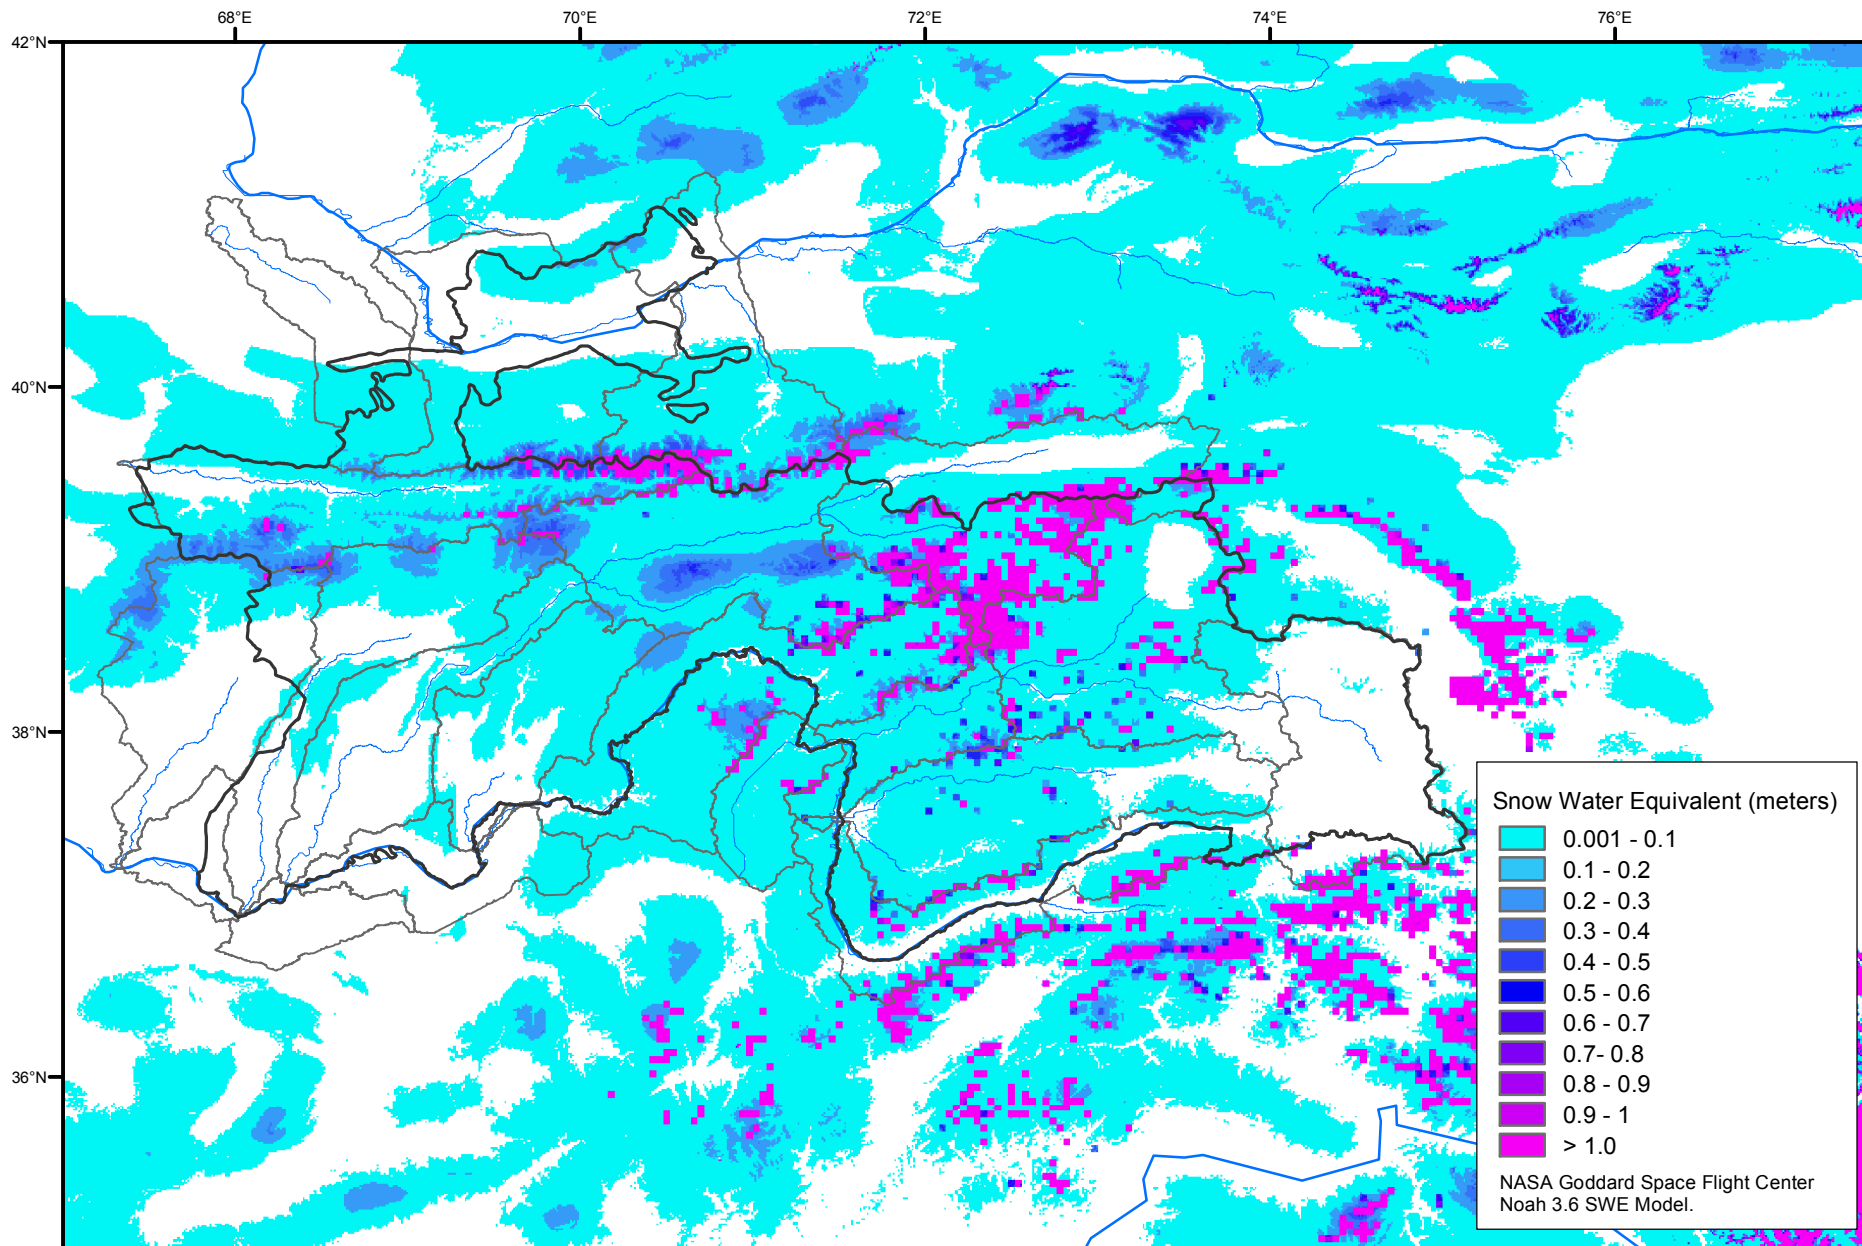 68°E
70°E
72°E
74°E
76°E
42°N
40°N
38°N
36°N
Snow Water Equivalent (meters)
0.001 - 0.1
0.1 - 0.2
0.2 - 0.3
0.3 - 0.4
0.4 - 0.5
0.5 - 0.6
0.6 - 0.7
0.7- 0.8
0.8 - 0.9
0.9 - 1
> 1.0
NASA Goddard Space Flight Center
Noah 3.6 SWE Model.